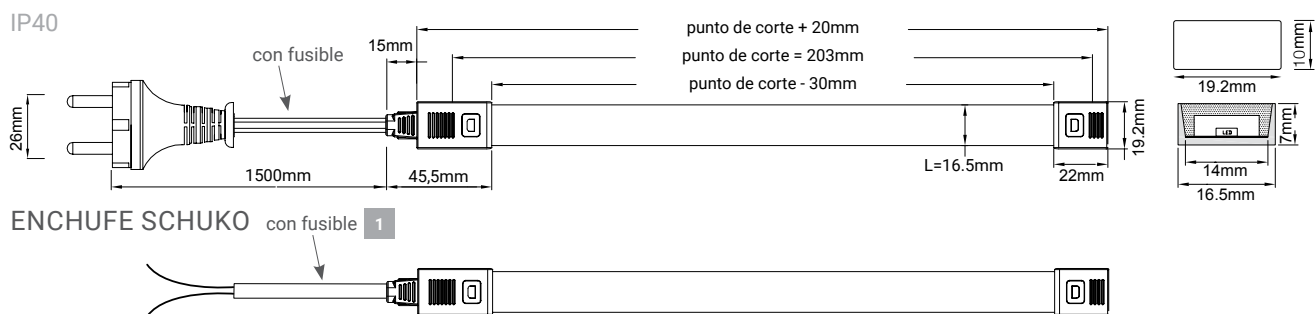 IP40
punto de corte + 20mm
15mm
con fusible
punto de corte = 203mm
punto de corte - 30mm
10mm
19.2mm
26mm
19.2mm
LED
7mm
L=16.5mm
1500mm
45,5mm
22mm
14mm
16.5mm
ENCHUFE SCHUKO con fusible 1